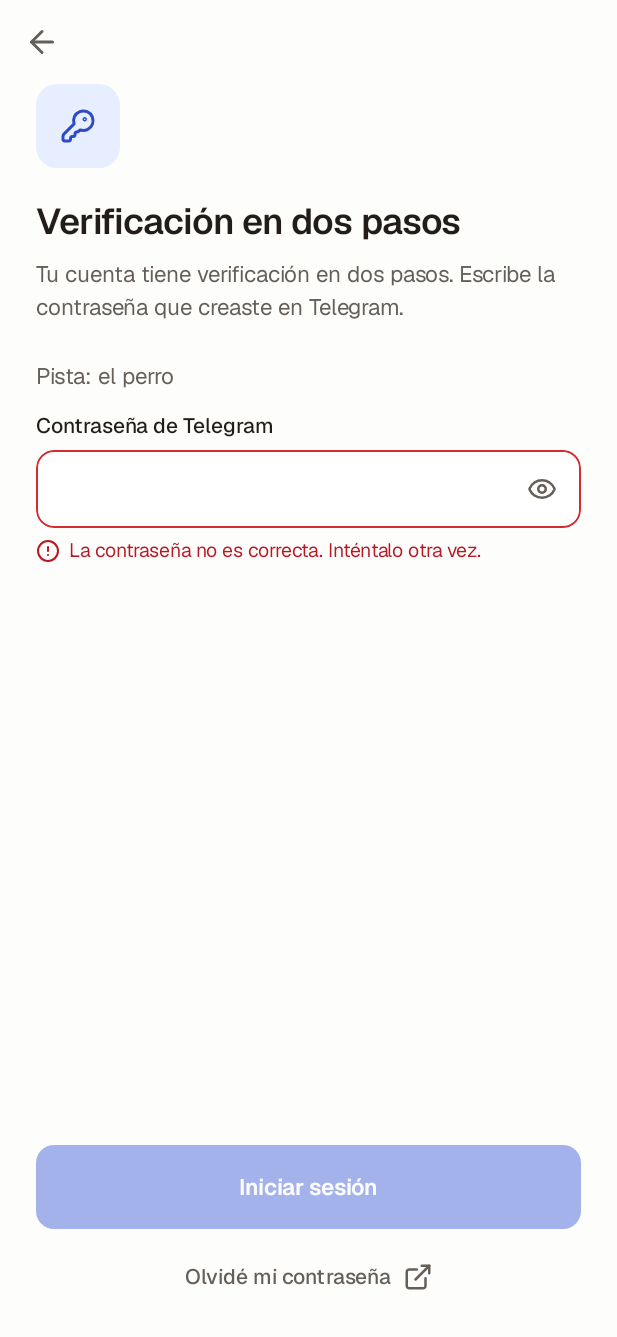 Verificación en dos pasos
Tu cuenta tiene verificación en dos pasos. Escribe la
contraseña que creaste en Telegram.
Pista: el perro
Contraseña de Telegram
La contraseña no es correcta. Inténtalo otra vez.
Iniciar sesión
Olvidé mi contraseña